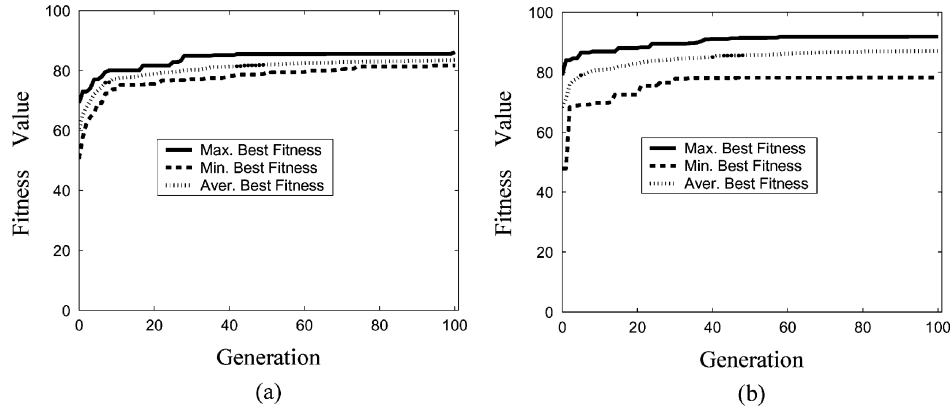 100
80
60
40
20
0
Fitness Value
Max. Best Fitness
Min. Best Fitness
Aver. Best Fitness
0 20 40 60 80 100
Generation
(a)
100
80
60
40
20
0
Fitness Value
Max. Best Fitness
Min. Best Fitness
Aver. Best Fitness
0 20 40 60 80 100
Generation
(b)